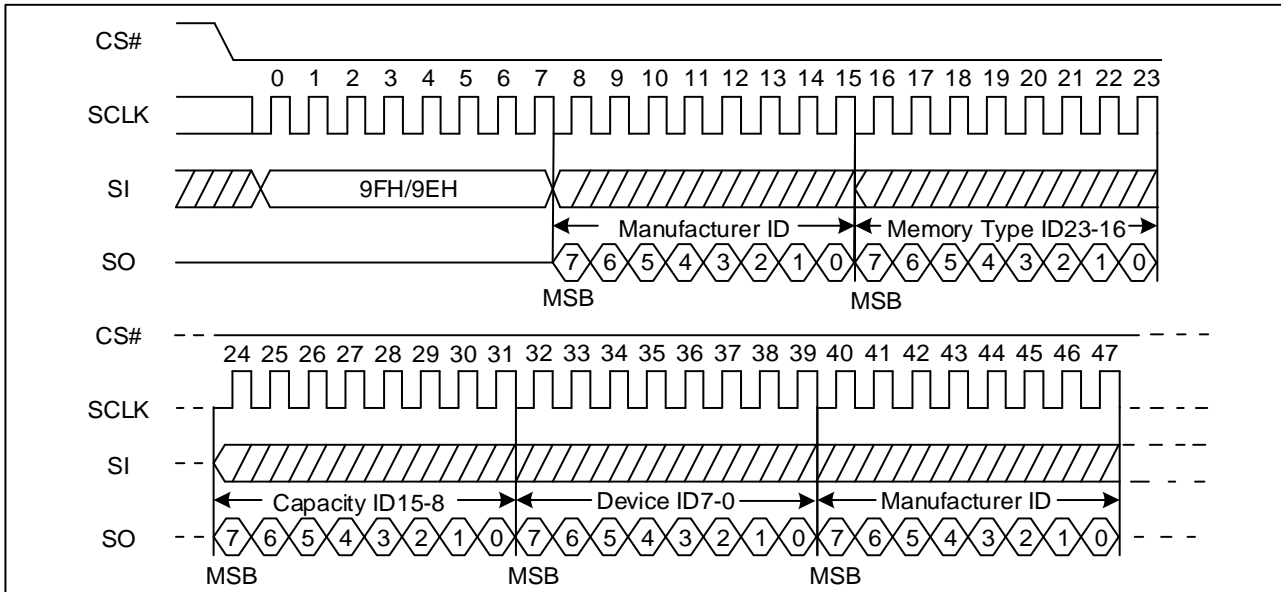 CS#
0 1 2 3 4 5 6 7 8 9 10 11 12 13 14 15 16 17 18 19 20 21 22 23
SCLK
SI 9FH/9EH
Manufacturer ID Memory Type ID23-16
SO 7 6 5 4 3 2 1 0 7 6 5 4 3 2 1 0
MSB MSB
CS#
24 25 26 27 28 29 30 31 32 33 34 35 36 37 38 39 40 41 42 43 44 45 46 47
SCLK
SI
Capacity ID15-8 Device ID7-0 Manufacturer ID
SO 7 6 5 4 3 2 1 0 7 6 5 4 3 2 1 0 7 6 5 4 3 2 1 0
MSB MSB MSB